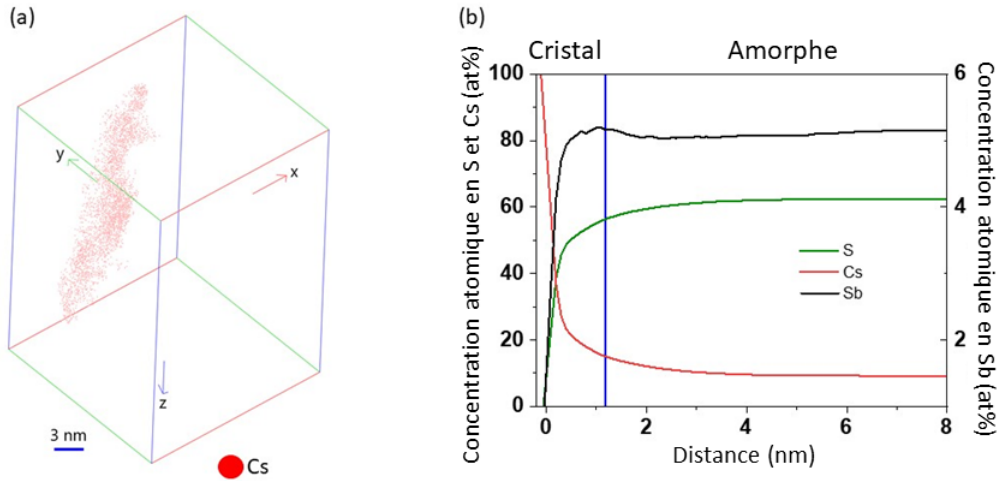 (a)
y
x
z
3 nm
Cs
(b)
Cristal Amorphe
Concentration atomique en S et Cs (at%)
100
80
60
40
20
0
S
Cs
Sb
6
4
2
Concentration atomique en Sb (at%)
0 2 4 6 8
Distance (nm)